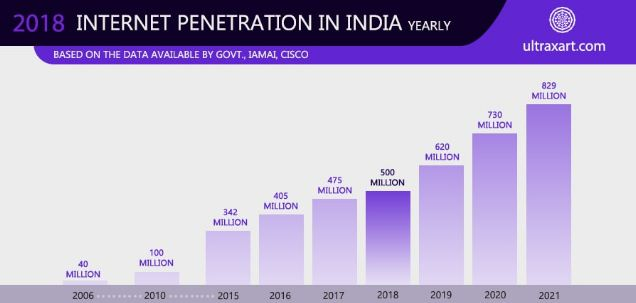 2018 INTERNET PENETRATION IN INDIA YEARLY
ultraxart.com
BASED ON THE DATA AVAILABLE BY GOVT., IAMAI, CISCO
40
MILLION
100
MILLION
342
MILLION
405
MILLION
475
MILLION
500
MILLION
620
MILLION
730
MILLION
829
MILLION
2006 2010 2015 2016 2017 2018 2019 2020 2021